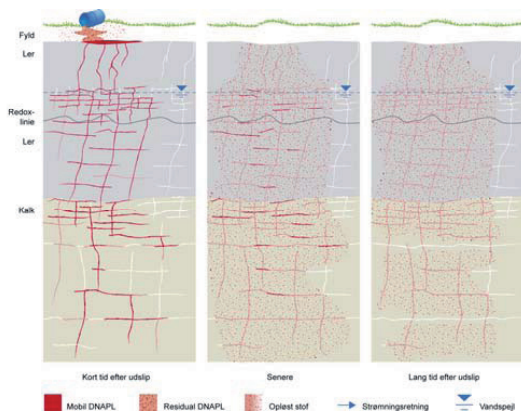 Fyld
Ler
Redox-
linie
Ler
Kalk
Kort tid efter udslip
Senere
Lang tid efter udslip
Mobil DNAPL
Residual DNAPL
Opløst stof
Strømningsretning
Vandspejl